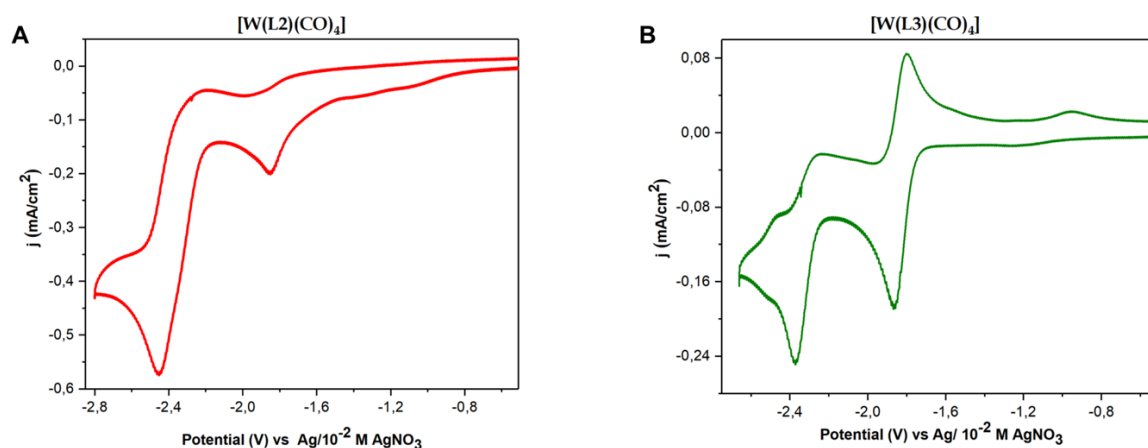 A
[W(L2)(CO)₄]
0,0
-0,1
-0,2
-0,3
-0,4
-0,5
-0,6
j (mA/cm²)
-2,8 -2,4 -2,0 -1,6 -1,2 -0,8
Potential (V) vs Ag/10⁻² M AgNO₃
B
[W(L3)(CO)₄]
0,08
0,00
-0,08
-0,16
-0,24
j (mA/cm²)
-2,4 -2,0 -1,6 -1,2 -0,8
Potential (V) vs Ag/ 10⁻² M AgNO₃